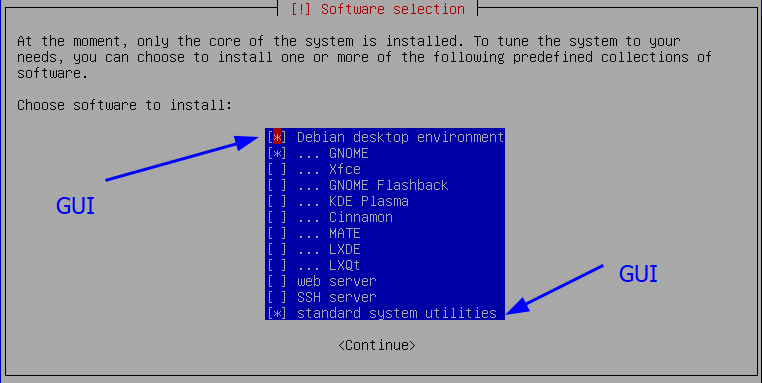 [!] Software selection
At the moment, only the core of the system is installed. To tune the system to your
needs, you can choose to install one or more of the following predefined collections of
software.
Choose software to install:
[*] Debian desktop environment
[*] ... GNOME
[ ] ... Xfce
[ ] ... GNOME Flashback
[ ] ... KDE Plasma
[ ] ... Cinnamon
[ ] ... MATE
[ ] ... LXDE
[ ] ... LXQt
[ ] web server
[ ] SSH server
[*] standard system utilities
GUI
GUI
<Continue>